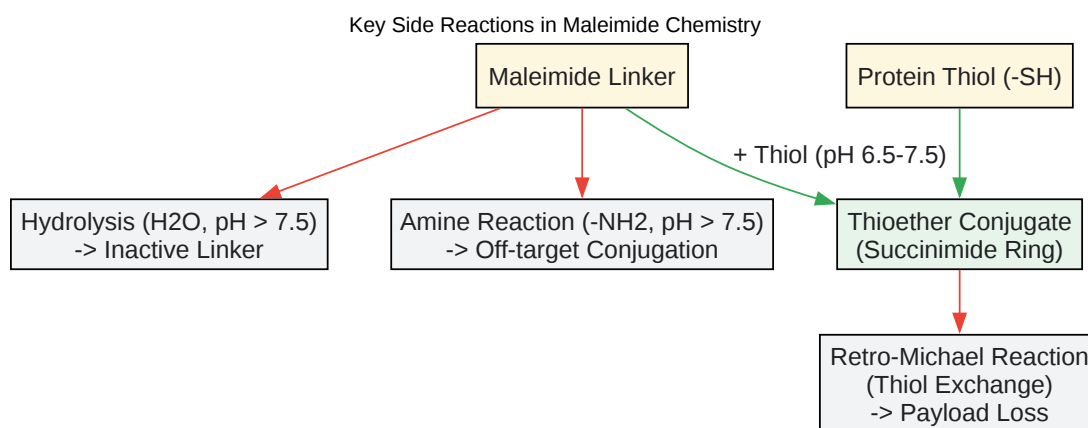 Key Side Reactions in Maleimide Chemistry
Maleimide Linker
Protein Thiol (-SH)
+ Thiol (pH 6.5-7.5)
Hydrolysis (H2O, pH > 7.5)
-> Inactive Linker
Amine Reaction (-NH2, pH > 7.5)
-> Off-target Conjugation
Thioether Conjugate
(Succinimide Ring)
Retro-Michael Reaction
(Thiol Exchange)
-> Payload Loss